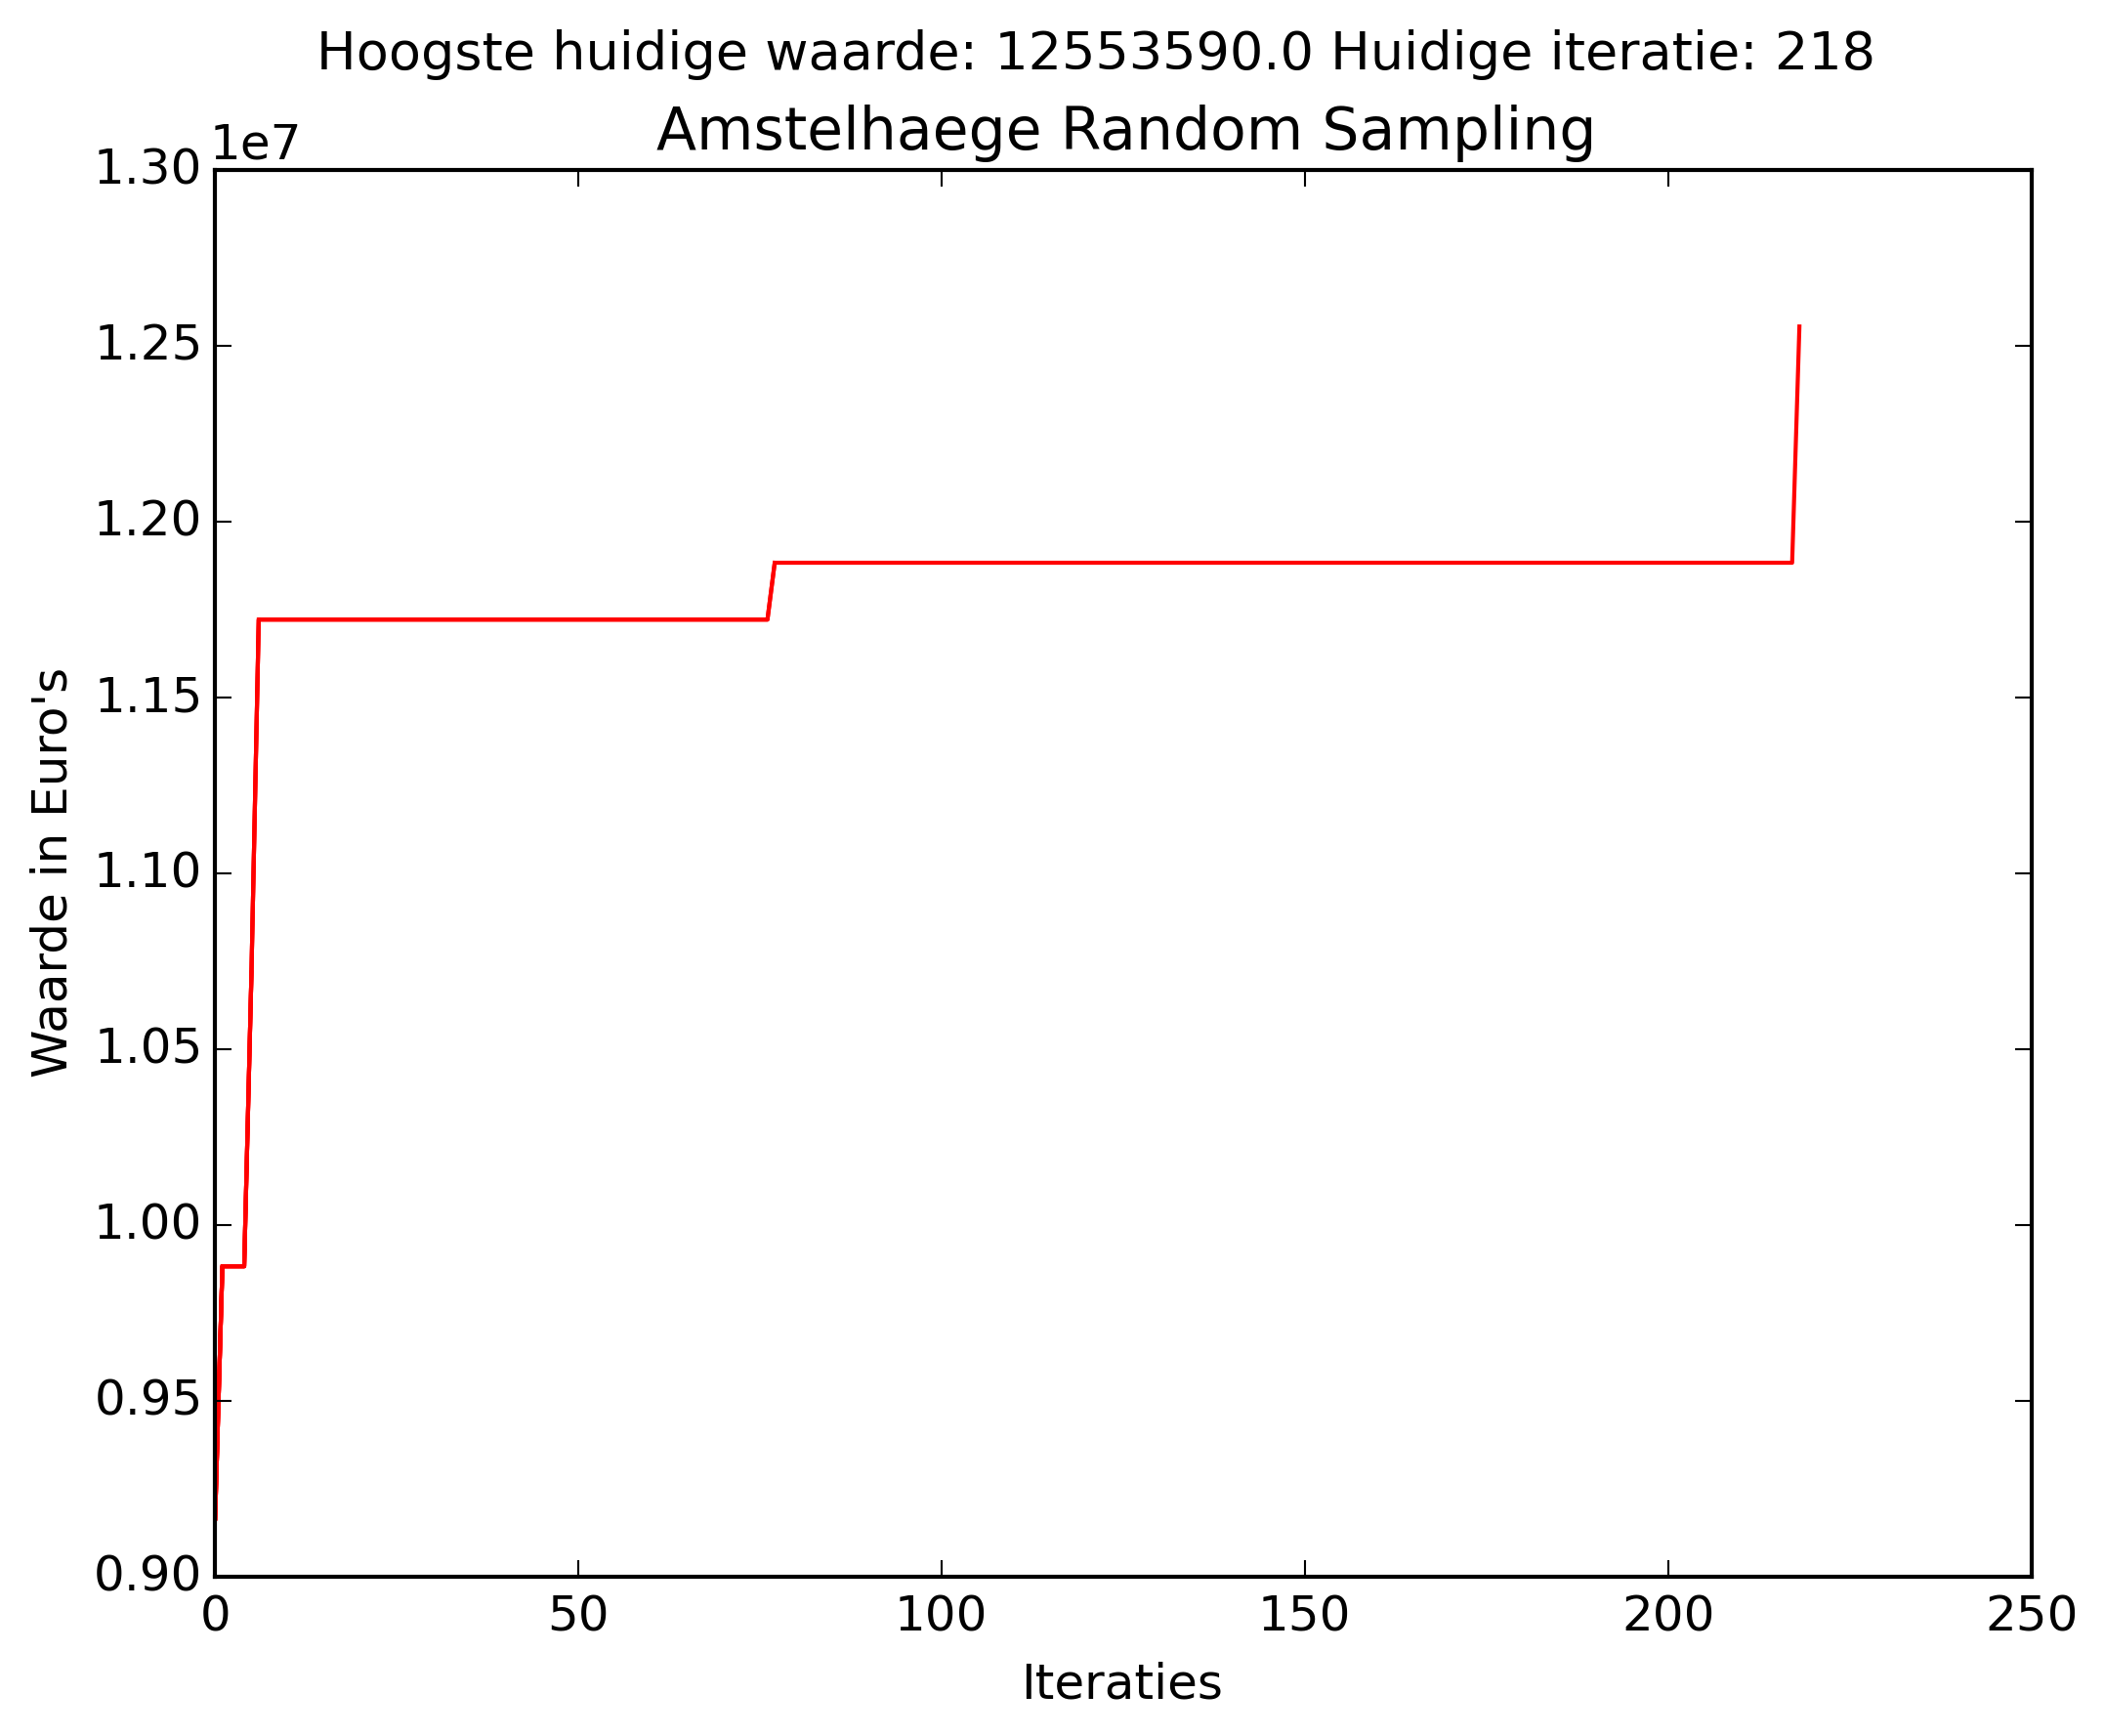 Hoogste huidige waarde: 12553590.0 Huidige iteratie: 218
Amstelhaege Random Sampling
1e7
1.30
1.25
1.20
1.15
1.10
1.05
1.00
0.95
0.90
Waarde in Euro's
0 50 100 150 200 250
Iteraties